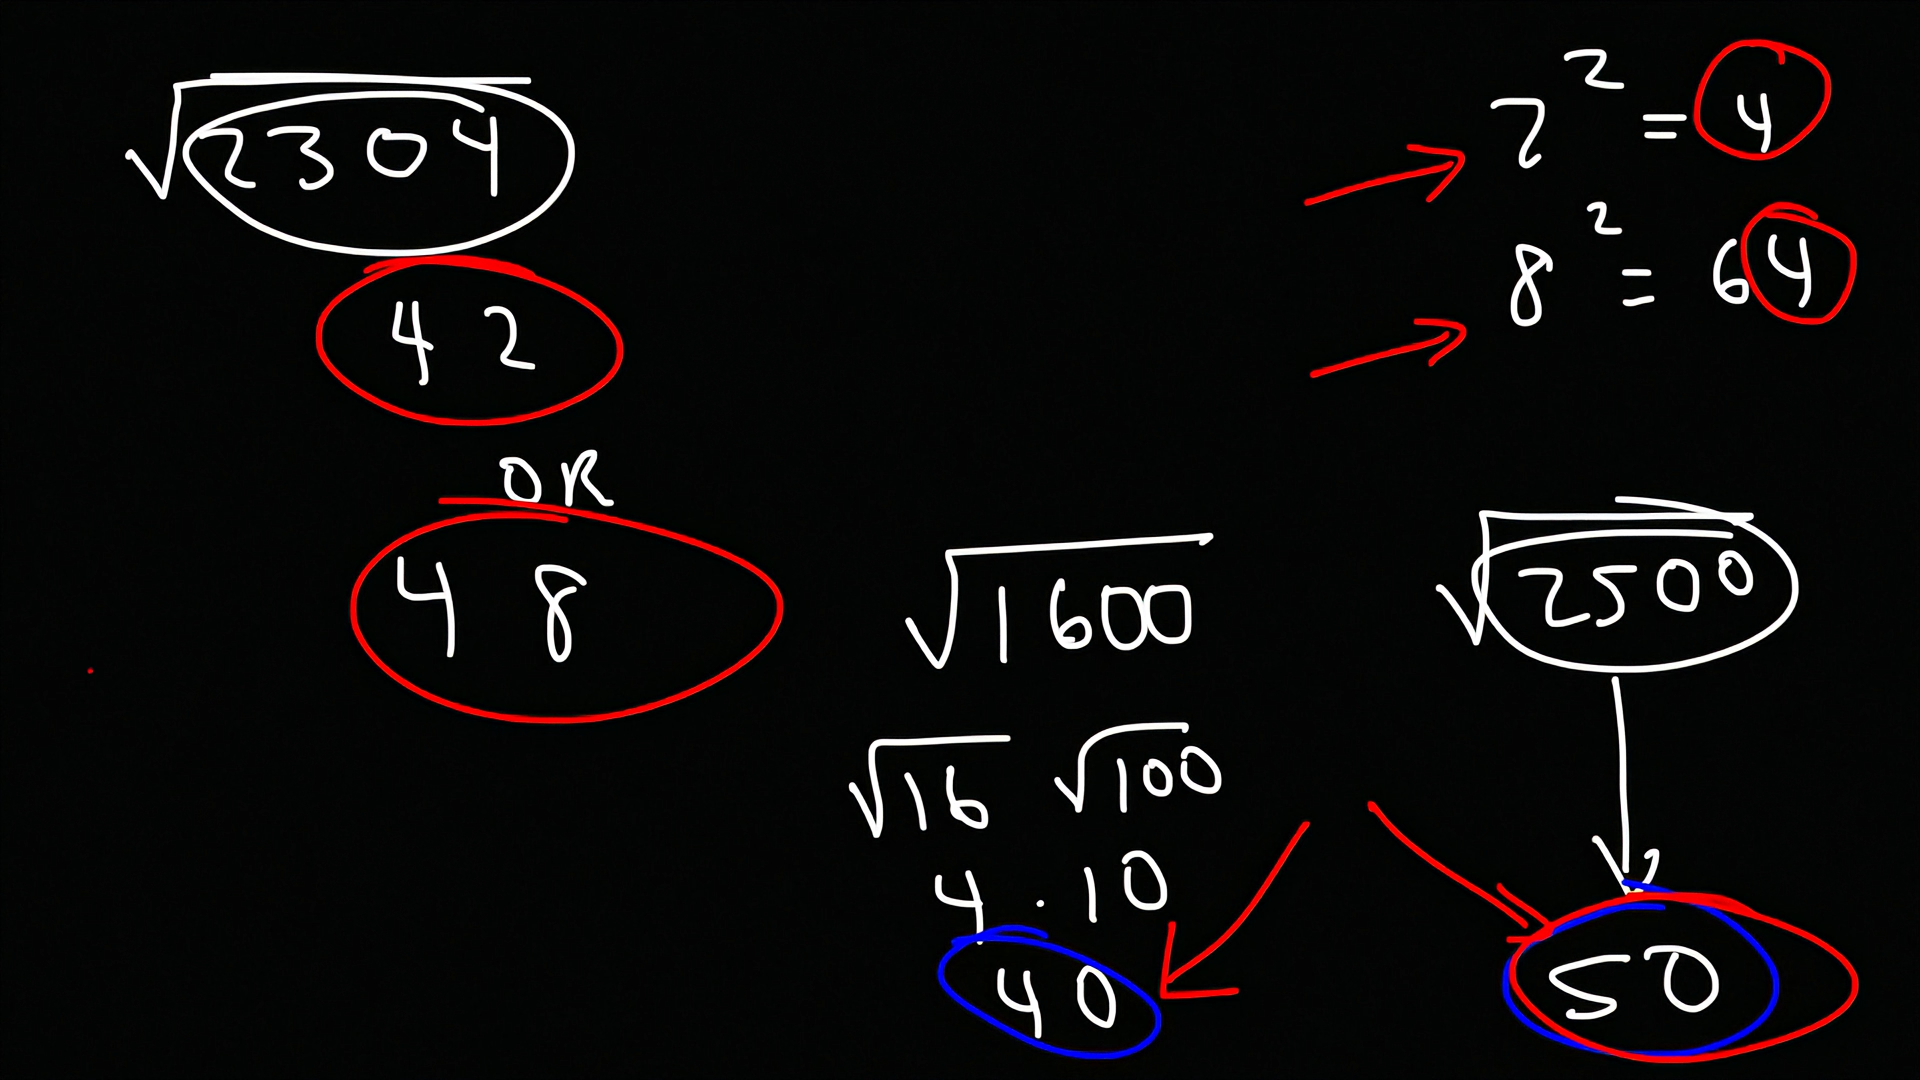 √2304
42
OR
48
2² = 4
8² = 64
√1600
√16 √100
4 · 10
40
√2500
50